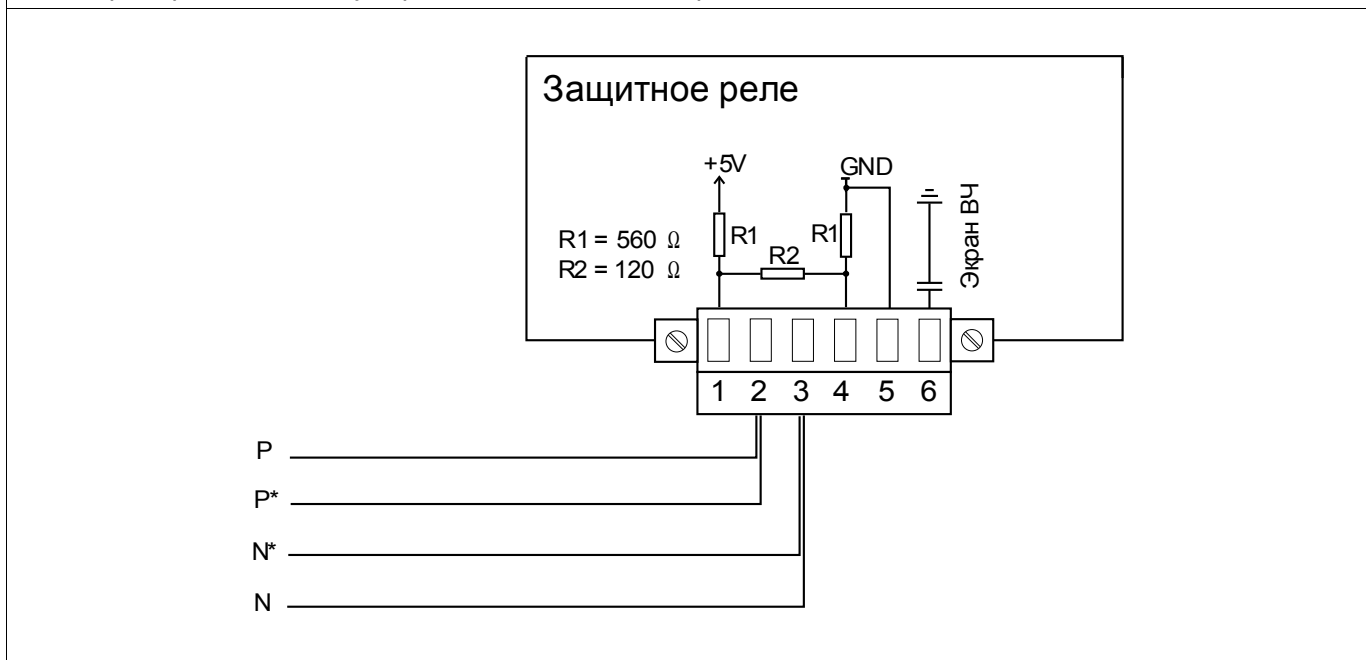 Защитное реле
+5V
GND
R1 = 560 Ω
R2 = 120 Ω
R1
R2
R1
Экран ВЧ
1 2 3 4 5 6
P
P*
N*
N